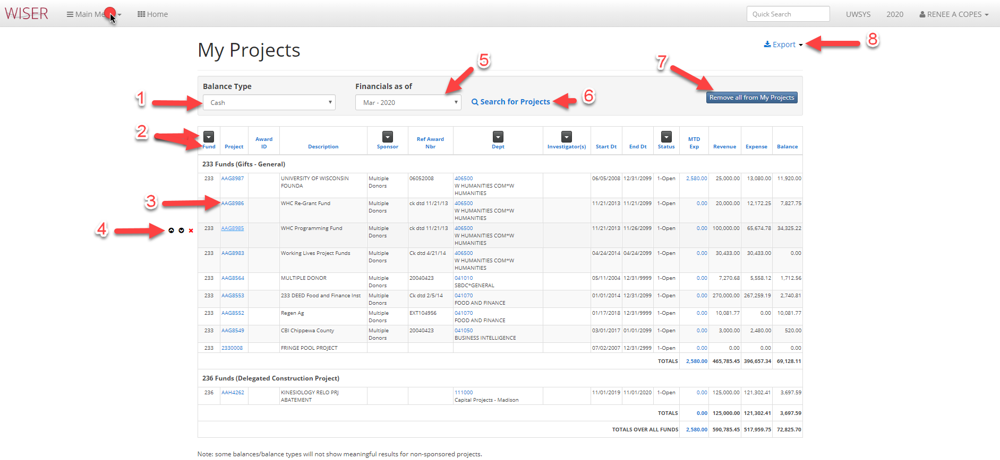 WISER
Main Me
Home
Quick Search
UWSYS
2020
RENEE A COPES
My Projects
Export
8
5
7
Balance Type
Financials as of
1
Cash
Mar - 2020
Search for Projects
6
Remove all from My Projects
2
Fund Project Award ID Description Sponsor Ref Award Nbr Dept Investigator(s) Start Dt End Dt Status MTD Exp Revenue Expense Balance
233 Funds (Gifts - General)
233 AAG8987 UNIVERSITY OF WISCONSIN FOUNDA Multiple Donors 06052008 406500 W HUMANITIES COM*W HUMANITIES 06/05/2008 12/31/2099 1-Open 2,580.00 25,000.00 13,080.00 11,920.00
3
233 AAG8986 WHC Re-Grant Fund Multiple Donors ck dtd 11/21/13 406500 W HUMANITIES COM*W HUMANITIES 11/21/2013 11/21/2099 1-Open 0.00 20,000.00 12,172.25 7,827.75
4
233 AAG8985 WHC Programming Fund Multiple Donors ck dtd 11/21/13 406500 W HUMANITIES COM*W HUMANITIES 11/21/2013 11/26/2099 1-Open 0.00 100,000.00 65,674.78 34,325.22
233 AAG8983 Working Lives Project Funds Multiple Donors Ck dtd 4/21/14 406500 W HUMANITIES COM*W HUMANITIES 04/24/2014 04/24/2099 1-Open 0.00 30,433.00 30,433.00 0.00
233 AAG8564 MULTIPLE DONOR Multiple Donors 20040423 041010 SBDC*GENERAL 05/11/2004 12/31/9999 1-Open 0.00 7,270.68 5,558.12 1,712.56
233 AAG8553 233 DEED Food and Finance Inst Multiple Donors Ck dtd 2/5/14 041070 FOOD AND FINANCE 01/01/2014 12/31/2099 1-Open 0.00 270,000.00 267,259.19 2,740.81
233 AAG8552 Regen Ag Multiple Donors EXT104956 041070 FOOD AND FINANCE 01/17/2018 12/31/9999 1-Open 0.00 10,081.77 0.00 10,081.77
233 AAG8549 CBI Chippewa County Multiple Donors 20040423 041050 BUSINESS INTELLIGENCE 03/01/2017 01/01/2099 1-Open 0.00 3,000.00 2,480.00 520.00
233 2330008 FRINGE POOL PROJECT 07/02/2007 12/31/2999 1-Open 0.00 0.00 0.00 0.00
TOTALS 2,580.00 465,785.45 396,657.34 69,128.11
236 Funds (Delegated Construction Project)
236 AAH4262 KINESIOLOGY RELO PRJ ABATEMENT 111000 Capital Projects - Madison 11/01/2019 11/01/2020 1-Open 0.00 125,000.00 121,302.41 3,697.59
TOTALS 0.00 125,000.00 121,302.41 3,697.59
TOTALS OVER ALL FUNDS 2,580.00 590,785.45 517,959.75 72,825.70
Note: some balances/balance types will not show meaningful results for non-sponsored projects.